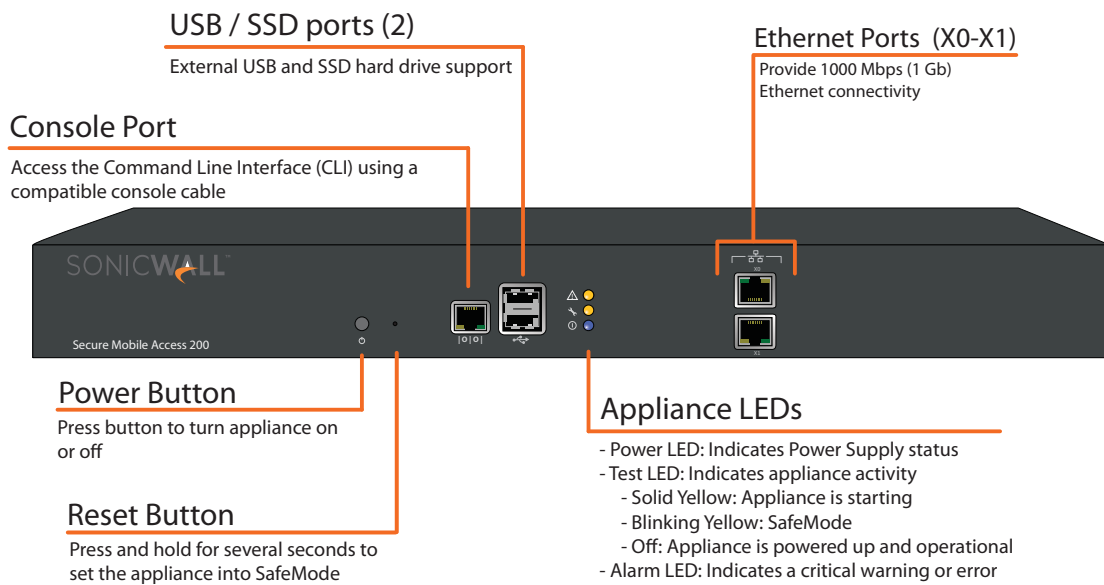 USB / SSD ports (2)
External USB and SSD hard drive support
Ethernet Ports (X0-X1)
Provide 1000 Mbps (1 Gb)
Ethernet connectivity
Console Port
Access the Command Line Interface (CLI) using a
compatible console cable
SONICWALL
X0
|O|O|
X1
Secure Mobile Access 200
Power Button
Press button to turn appliance on
or off
Reset Button
Press and hold for several seconds to
set the appliance into SafeMode
Appliance LEDs
- Power LED: Indicates Power Supply status
- Test LED: Indicates appliance activity
- Solid Yellow: Appliance is starting
- Blinking Yellow: SafeMode
- Off: Appliance is powered up and operational
- Alarm LED: Indicates a critical warning or error